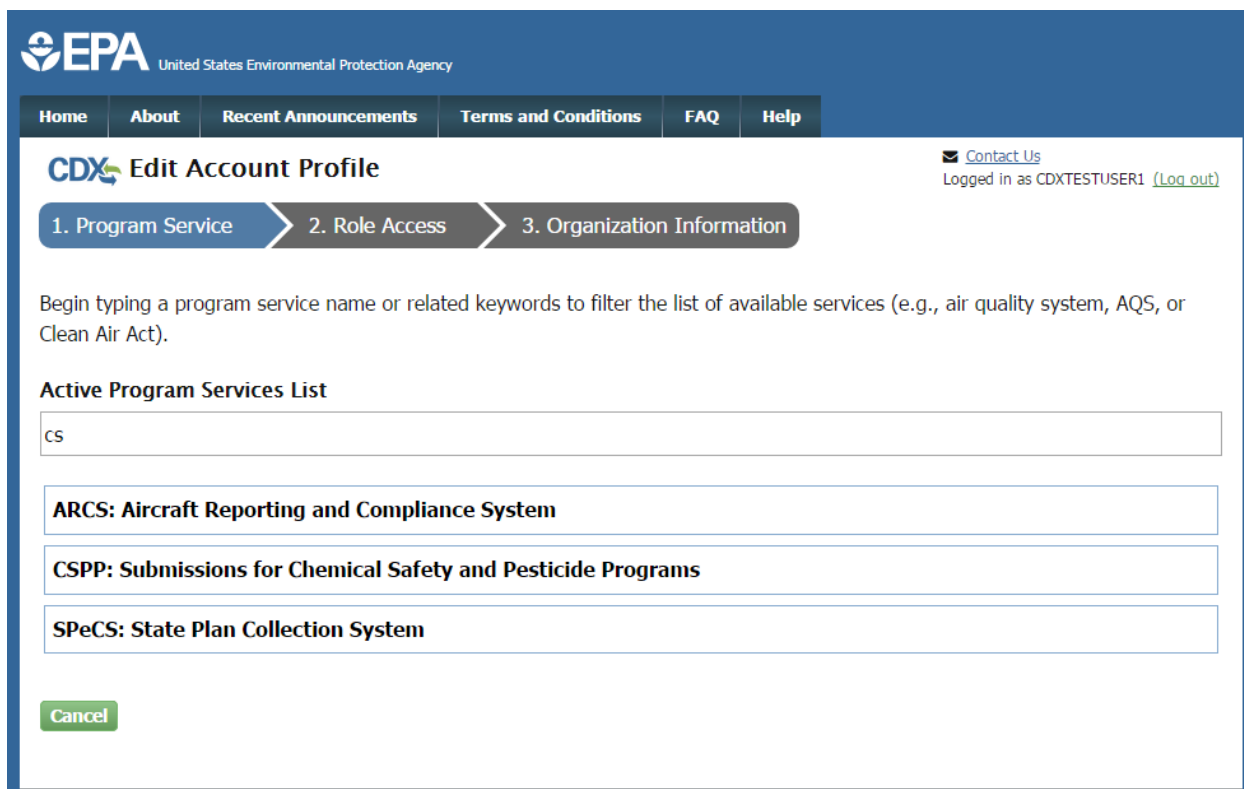 EPA United States Environmental Protection Agency
Home About Recent Announcements Terms and Conditions FAQ Help
CDX Edit Account Profile
Contact Us
Logged in as CDXTESTUSER1 (Log out)
1. Program Service 2. Role Access 3. Organization Information
Begin typing a program service name or related keywords to filter the list of available services (e.g., air quality system, AQS, or
Clean Air Act).
Active Program Services List
cs
ARCS: Aircraft Reporting and Compliance System
CSPP: Submissions for Chemical Safety and Pesticide Programs
SPeCS: State Plan Collection System
Cancel